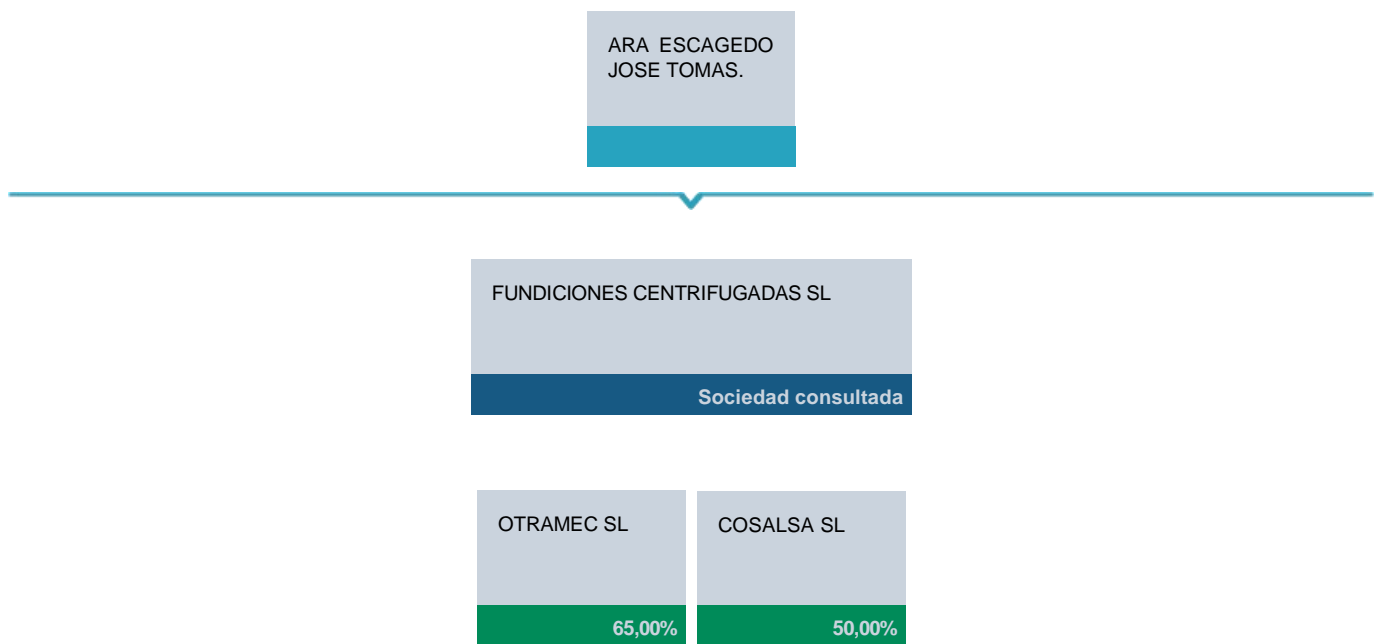 ARA ESCAGEDO
JOSE TOMAS.
FUNDICIONES CENTRIFUGADAS SL
Sociedad consultada
OTRAMEC SL
COSALSA SL
65,00%
50,00%